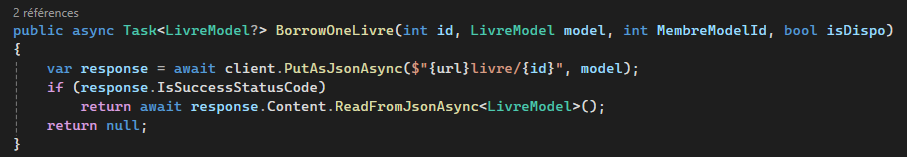 2 références
public async Task<LivreModel?> BorrowOneLivre(int id, LivreModel model, int MembreModelId, bool isDispo)
{
var response = await client.PutAsJsonAsync($"{url}livre/{id}", model);
if (response.IsSuccessStatusCode)
return await response.Content.ReadFromJsonAsync<LivreModel>();
return null;
}